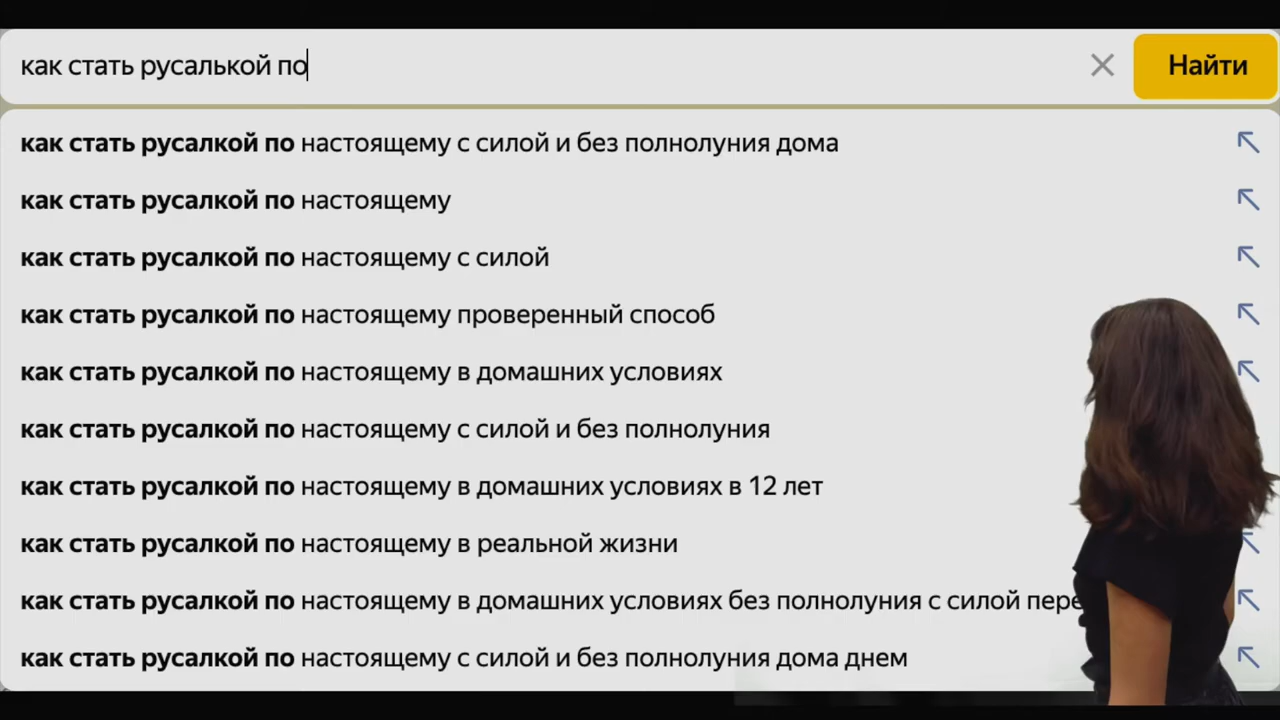 как стать русалькой по
Найти
как стать русалкой по настоящему с силой и без полнолуния дома
как стать русалкой по настоящему
как стать русалкой по настоящему с силой
как стать русалкой по настоящему проверенный способ
как стать русалкой по настоящему в домашних условиях
как стать русалкой по настоящему с силой и без полнолуния
как стать русалкой по настоящему в домашних условиях в 12 лет
как стать русалкой по настоящему в реальной жизни
как стать русалкой по настоящему в домашних условиях без полнолуния с силой
как стать русалкой по настоящему с силой и без полнолуния дома днем